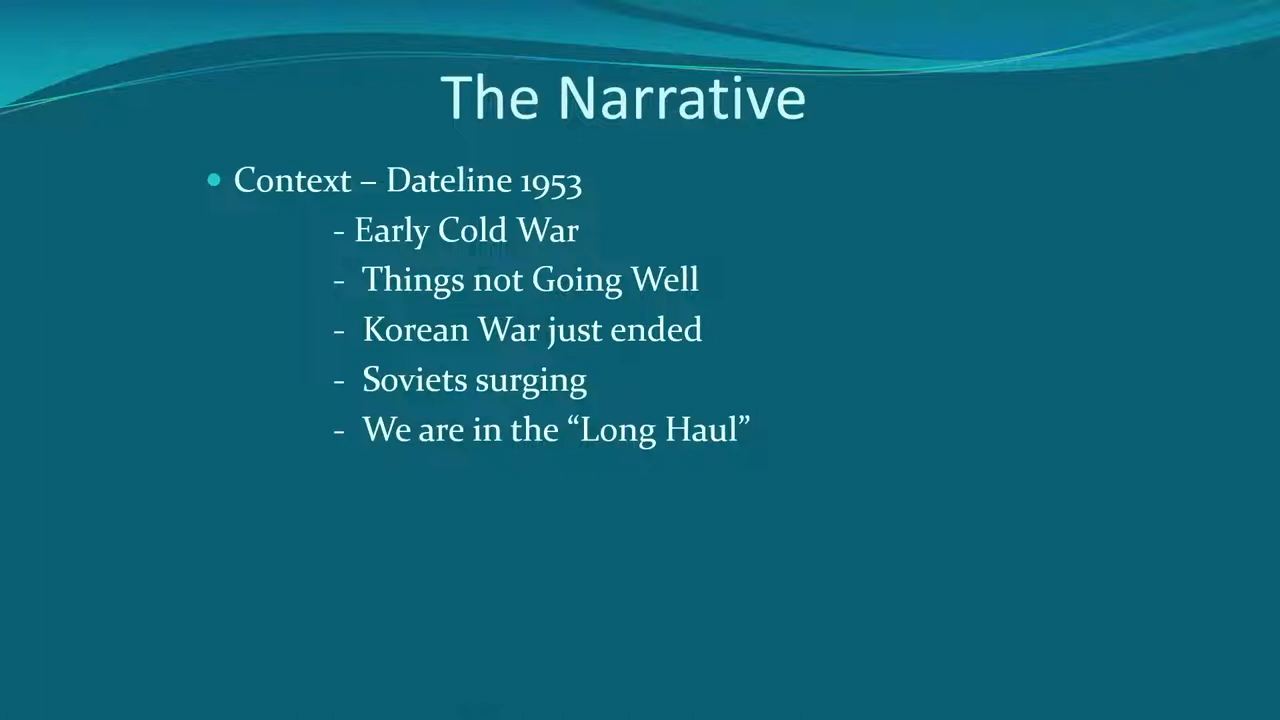 The Narrative
• Context – Dateline 1953
- Early Cold War
- Things not Going Well
- Korean War just ended
- Soviets surging
- We are in the “Long Haul”